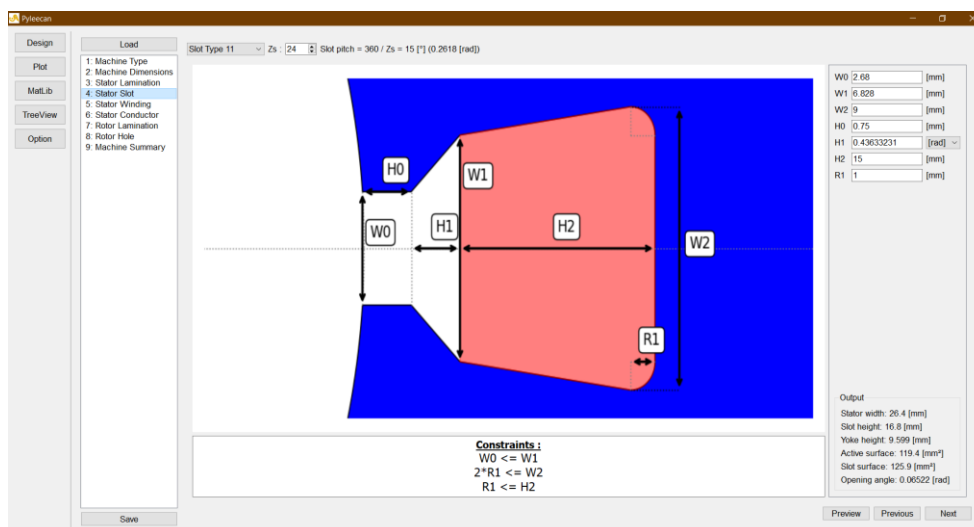 Pyleecan
Design
Plot
MatLib
TreeView
Option
Load
1: Machine Type
2: Machine Dimensions
3: Stator Lamination
4: Stator Slot
5: Stator Winding
6: Stator Conductor
7: Rotor Lamination
8: Rotor Hole
9: Machine Summary
Save
Slot Type 11 Zs : 24 Slot pitch = 360 / Zs = 15 [°] (0.2618 [rad])
H0
W1
W0
H1
H2
W2
R1
Constraints :
W0 <= W1
2*R1 <= W2
R1 <= H2
W0 2.68 [mm]
W1 6.828 [mm]
W2 9 [mm]
H0 0.75 [mm]
H1 0.43633231 [rad]
H2 15 [mm]
R1 1 [mm]
Output
Stator width: 26.4 [mm]
Slot height: 16.8 [mm]
Yoke height: 9.599 [mm]
Active surface: 119.4 [mm²]
Slot surface: 125.9 [mm²]
Opening angle: 0.06522 [rad]
Preview Previous Next